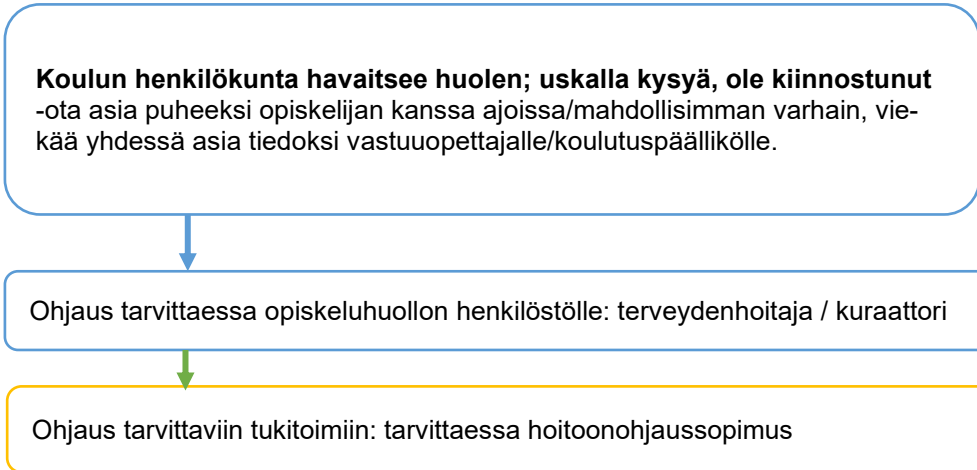 Koulun henkilökunta havaitsee huolen; uskalla kysyä, ole kiinnostunut
-ota asia puheeksi opiskelijan kanssa ajoissa/mahdollisimman varhain, vie-
kää yhdessä asia tiedoksi vastuuopettajalle/koulutuspäällikölle.
Ohjaus tarvittaessa opiskeluhuollon henkilöstölle: terveydenhoitaja / kuraattori
Ohjaus tarvittaviin tukitoimiin: tarvittaessa hoitoonohjaussopimus